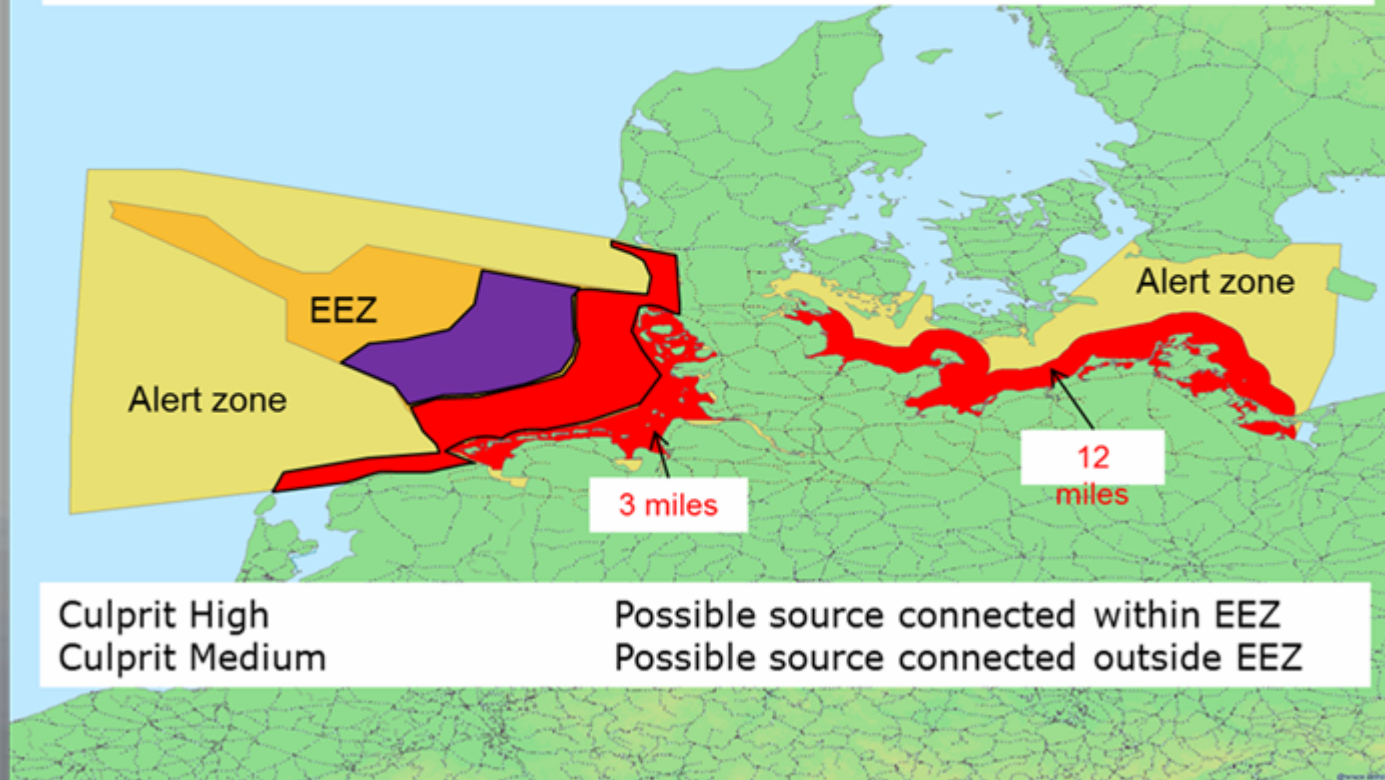 Alert zone
EEZ
Alert zone
12
miles
3 miles
Culprit High Possible source connected within EEZ
Culprit Medium Possible source connected outside EEZ